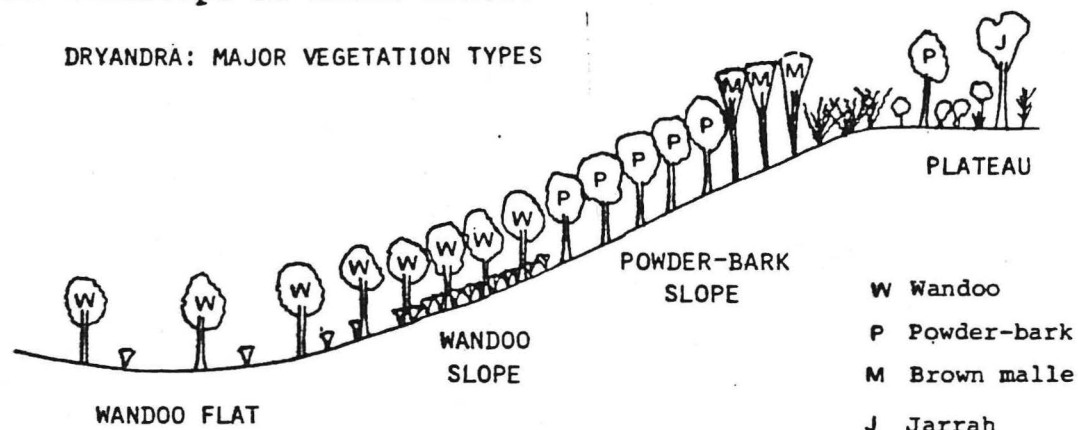 DRYANDRA: MAJOR VEGETATION TYPES
J
P
M M M
P P P P P
W W W W W W W W
PLATEAU
POWDER-BARK
SLOPE
WANDOO
SLOPE
WANDOO FLAT
W Wandoo
P Powder-bark
M Brown malle
J Jarrah